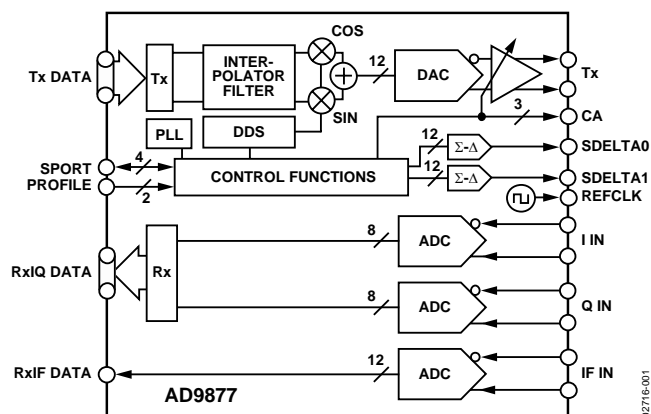 COS
Tx DATA
Tx
INTER-
POLATOR
FILTER
12
DAC
Tx
SIN
3
CA
PLL
DDS
12
Σ-Δ
SDELTA0
SPORT
4
CONTROL FUNCTIONS
12
Σ-Δ
SDELTA1
PROFILE
2
REFCLK
8
ADC
I IN
RxIQ DATA
Rx
8
ADC
Q IN
RxIF DATA
12
ADC
IF IN
AD9877